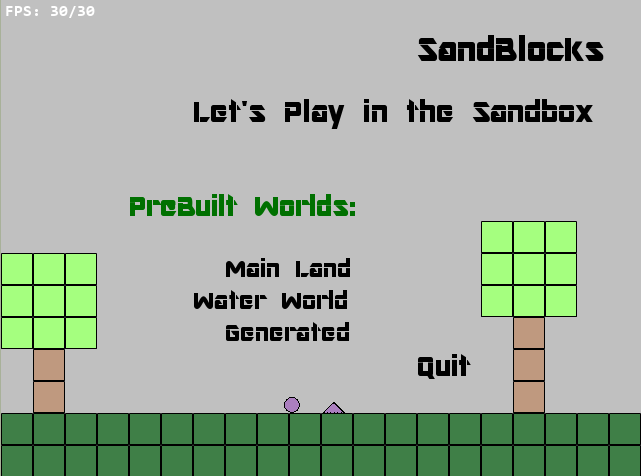 FPS: 30/30
SandBlocks
Let's Play in the Sandbox
PreBuilt Worlds:
Main Land
Water World
Generated
Quit